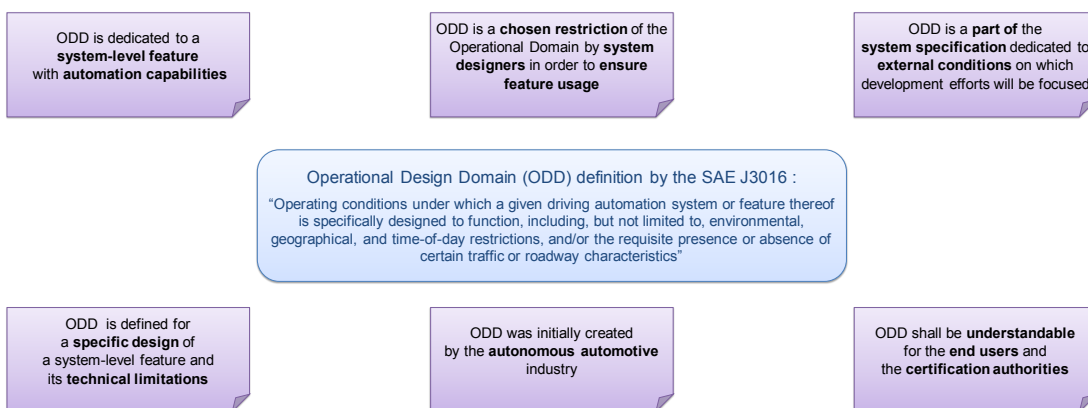 ODD is dedicated to a
system-level feature
with automation capabilities
ODD is a chosen restriction of the
Operational Domain by system
designers in order to ensure
feature usage
ODD is a part of the
system specification dedicated to
external conditions on which
development efforts will be focused
Operational Design Domain (ODD) definition by the SAE J3016 :
“Operating conditions under which a given driving automation system or feature thereof
is specifically designed to function, including, but not limited to, environmental,
geographical, and time-of-day restrictions, and/or the requisite presence or absence of
certain traffic or roadway characteristics”
ODD is defined for
a specific design of
a system-level feature and
its technical limitations
ODD was initially created
by the autonomous automotive
industry
ODD shall be understandable
for the end users and
the certification authorities